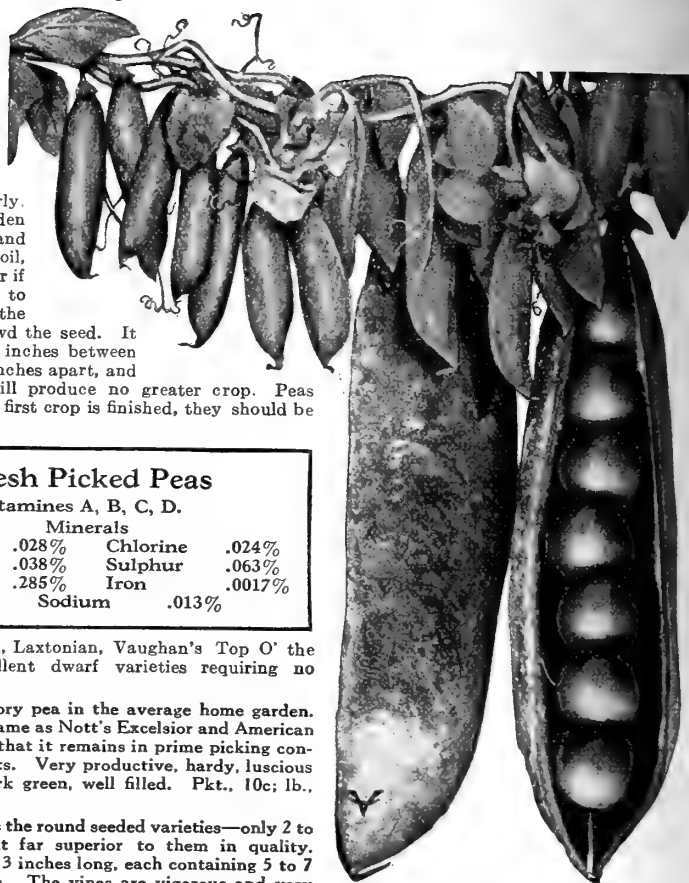 rly.
den
and
oil,
r if
to
the
wd the seed. It
inches between
nches apart, and
ill produce no greater crop. Peas
first crop is finished, they should be
esh Picked Peas
tamines A, B, C, D.
Minerals
.028% Chlorine .024%
.038% Sulphur .063%
.285% Iron .0017%
Sodium .013%
, Laxtonian, Vaughan's Top O' the
llent dwarf varieties requiring no
ory pea in the average home garden.
ame as Nott's Excelsior and American
that it remains in prime picking con-
ts. Very productive, hardy, luscious
rk green, well filled. Pkt., 10c; lb.,
s the round seeded varieties—only 2 to
t far superior to them in quality.
3 inches long, each containing 5 to 7
The vines are vigorous and very